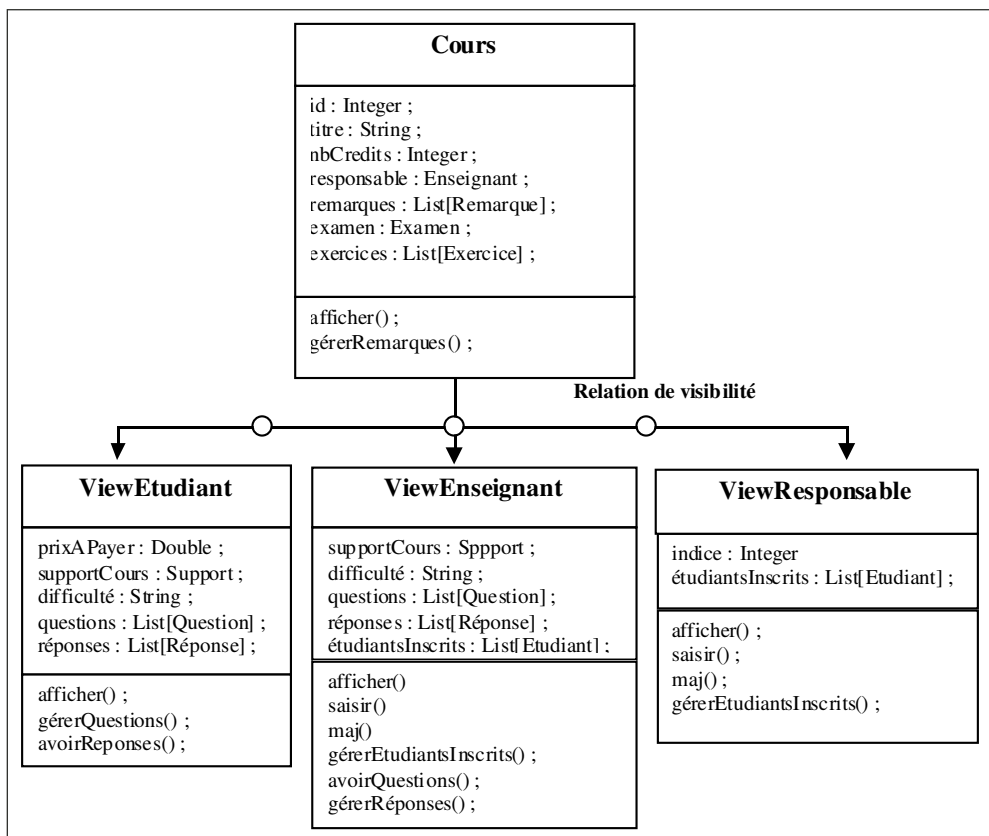 Cours
id : Integer ;
titre : String ;
nbCredits : Integer ;
responsable : Enseignant ;
remarques : List[Remarque] ;
examen : Examen ;
exercices : List[Exercice] ;
afficher() ;
gérerRemarques() ;
Relation de visibilité
ViewEtudiant
prixAPayer : Double ;
supportCours : Support ;
difficulté : String ;
questions : List[Question] ;
réponses : List[Réponse] ;
afficher() ;
gérerQuestions() ;
avoirReponses() ;
ViewEnseignant
supportCours : Sppport ;
difficulté : String ;
questions : List[Question] ;
réponses : List[Réponse] ;
étudiantsInscrits : List[Etudiant] ;
afficher()
saisir()
maj()
gérerEtudiantsInscrits() ;
avoirQuestions() ;
gérerRéponses() ;
ViewResponsable
indice : Integer
étudiantsInscrits : List[Etudiant] ;
afficher() ;
saisir() ;
maj() ;
gérerEtudiantsInscrits() ;